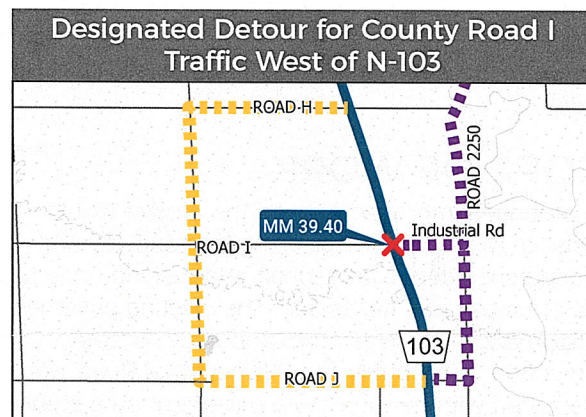 Designated Detour for County Road I
Traffic West of N-103
ROAD H
ROAD 2250
MM 39.40
Industrial Rd
ROAD I
103
ROAD J